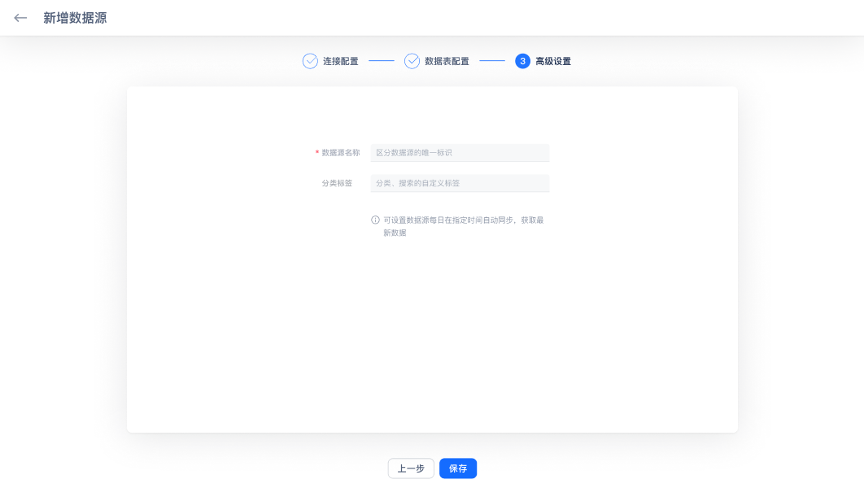 新增数据源
连接配置
数据表配置
3 高级设置
* 数据源名称 区分数据源的唯一标识
分类标签 分类、搜索的自定义标签
可设置数据源每日在指定时间自动同步，获取最
新数据
上一步 保存